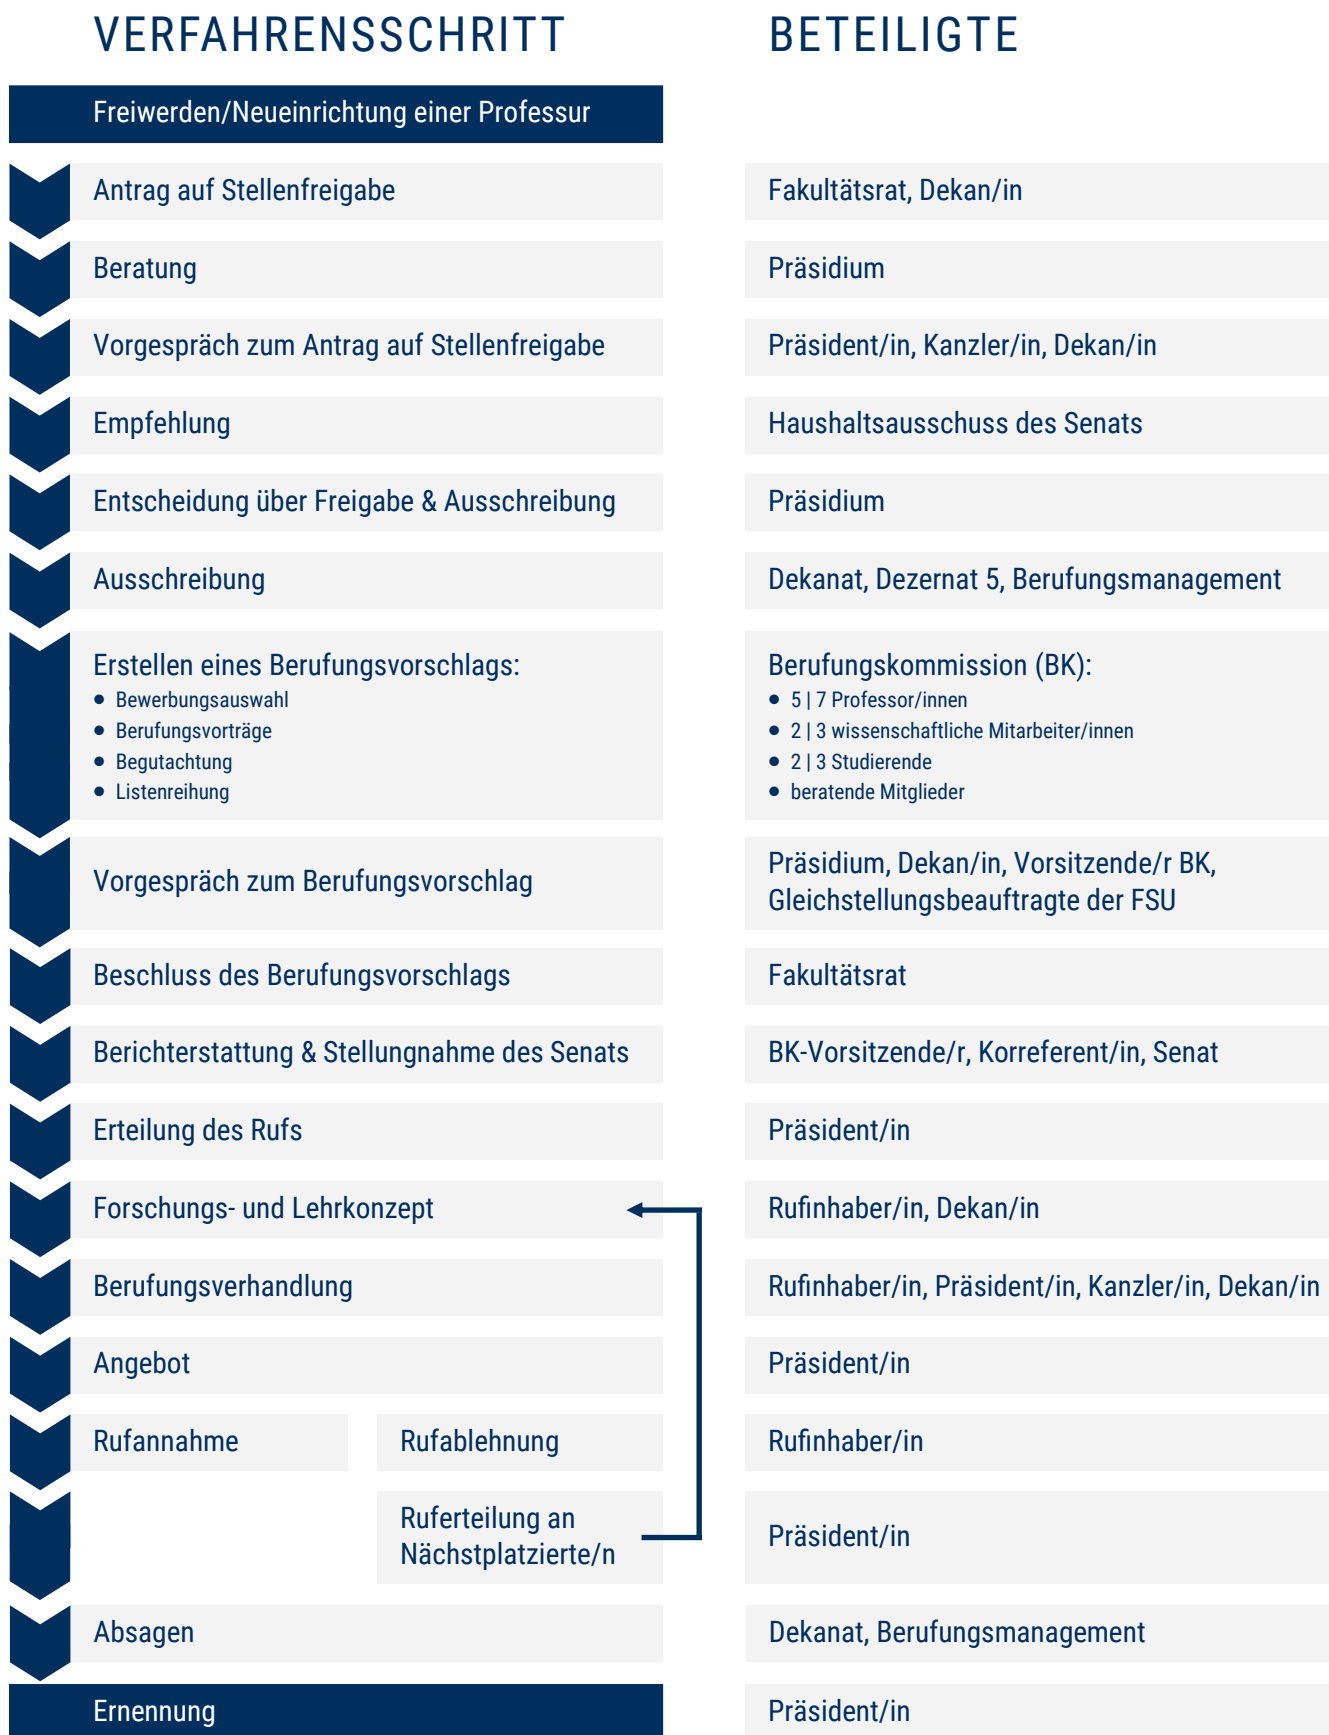 VERFAHRENSSCHRITT
BETEILIGTE
Freiwerden/Neueinrichtung einer Professur
Antrag auf Stellenfreigabe
Fakultätsrat, Dekan/in
Beratung
Präsidium
Vorgespräch zum Antrag auf Stellenfreigabe
Präsident/in, Kanzler/in, Dekan/in
Empfehlung
Haushaltsausschuss des Senats
Entscheidung über Freigabe & Ausschreibung
Präsidium
Ausschreibung
Dekanat, Dezernat 5, Berufungsmanagement
Erstellen eines Berufungsvorschlags:
• Bewerbungsauswahl
• Berufungsvorträge
• Begutachtung
• Listenreihung
Berufungskommission (BK):
• 5 | 7 Professor/innen
• 2 | 3 wissenschaftliche Mitarbeiter/innen
• 2 | 3 Studierende
• beratende Mitglieder
Vorgespräch zum Berufungsvorschlag
Präsidium, Dekan/in, Vorsitzende/r BK,
Gleichstellungsbeauftragte der FSU
Beschluss des Berufungsvorschlags
Fakultätsrat
Berichterstattung & Stellungnahme des Senats
BK-Vorsitzende/r, Korreferent/in, Senat
Erteilung des Rufs
Präsident/in
Forschungs- und Lehrkonzept
Rufinhaber/in, Dekan/in
Berufungsverhandlung
Rufinhaber/in, Präsident/in, Kanzler/in, Dekan/in
Angebot
Präsident/in
Rufannahme
Rufablehnung
Rufinhaber/in
Ruferteilung an
Nächstplatzierte/n
Präsident/in
Absagen
Dekanat, Berufungsmanagement
Ernennung
Präsident/in